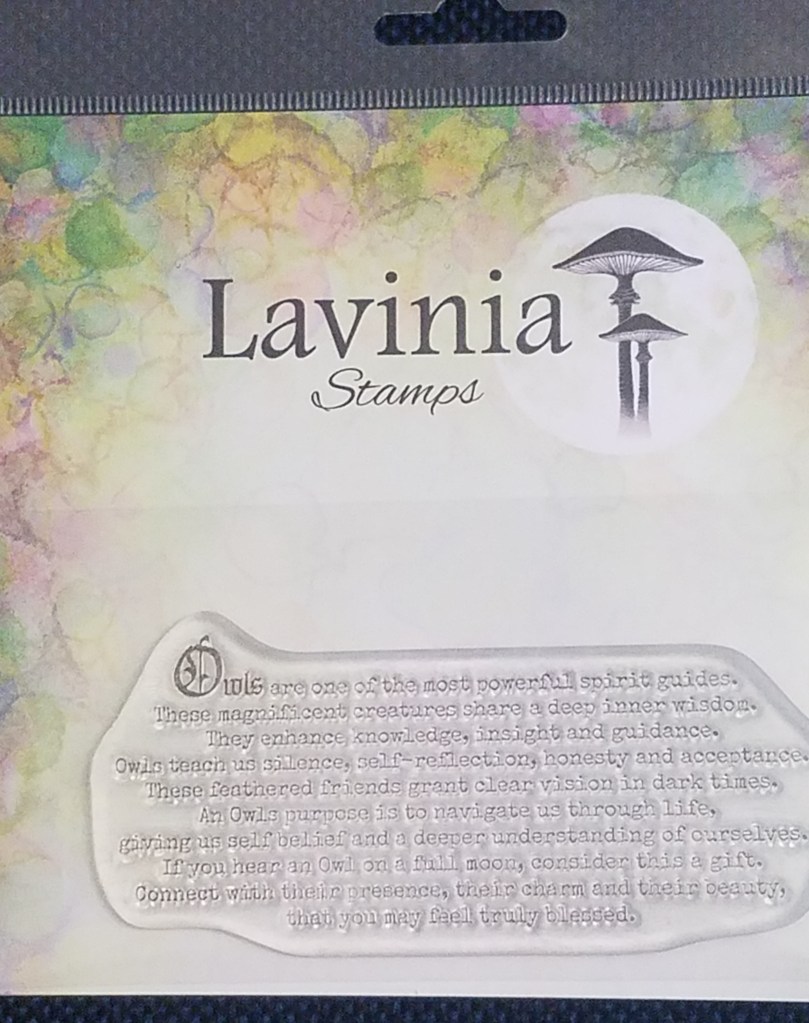 Lavinia
Stamps
Owls are one of the most powerful spirit guides.
These magnificent creatures share a deep inner wisdom.
They enhance knowledge, insight and guidance.
Owls teach us silence, self-reflection, honesty and acceptance.
These feathered friends grant clear vision in dark times.
An Owls purpose is to navigate us through life,
giving us self belief and a deeper understanding of ourselves.
If you hear an Owl on a full moon, consider this a gift.
Connect with their presence, their charm and their beauty,
that you may feel truly blessed.